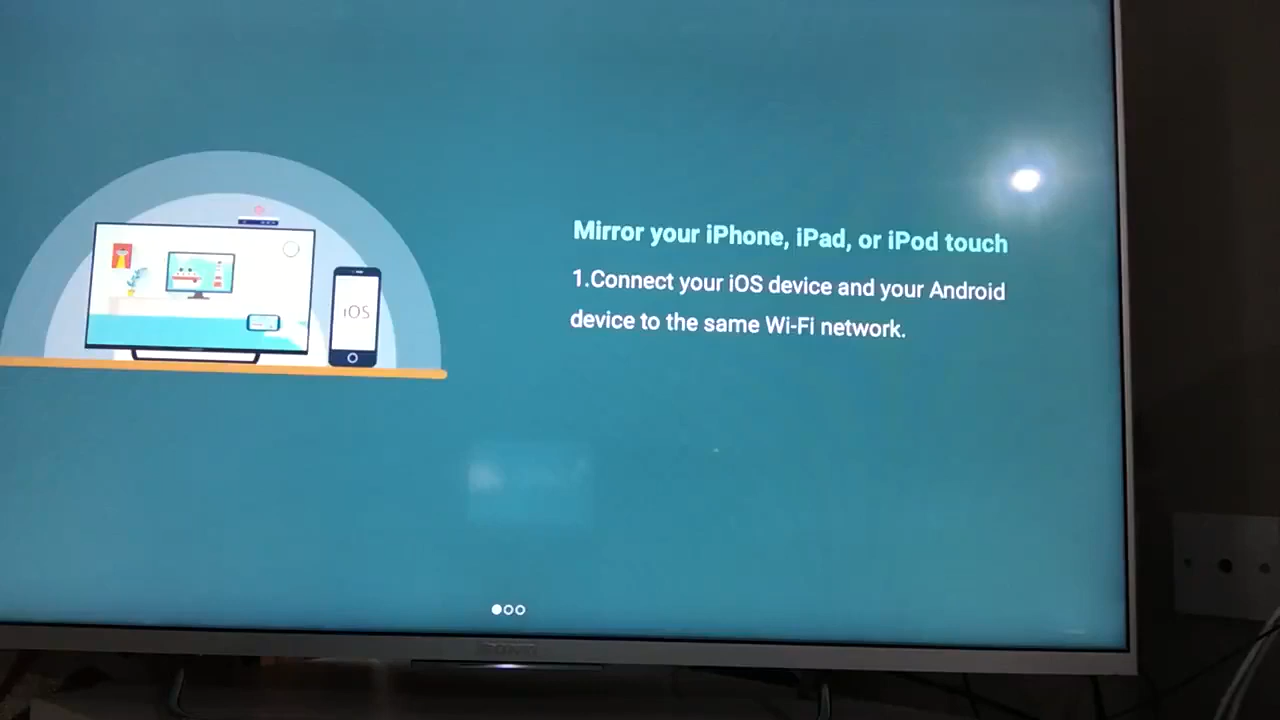 Mirror your iPhone, iPad, or iPod touch
1.Connect your iOS device and your Android
device to the same Wi-Fi network.
iOS
SONY